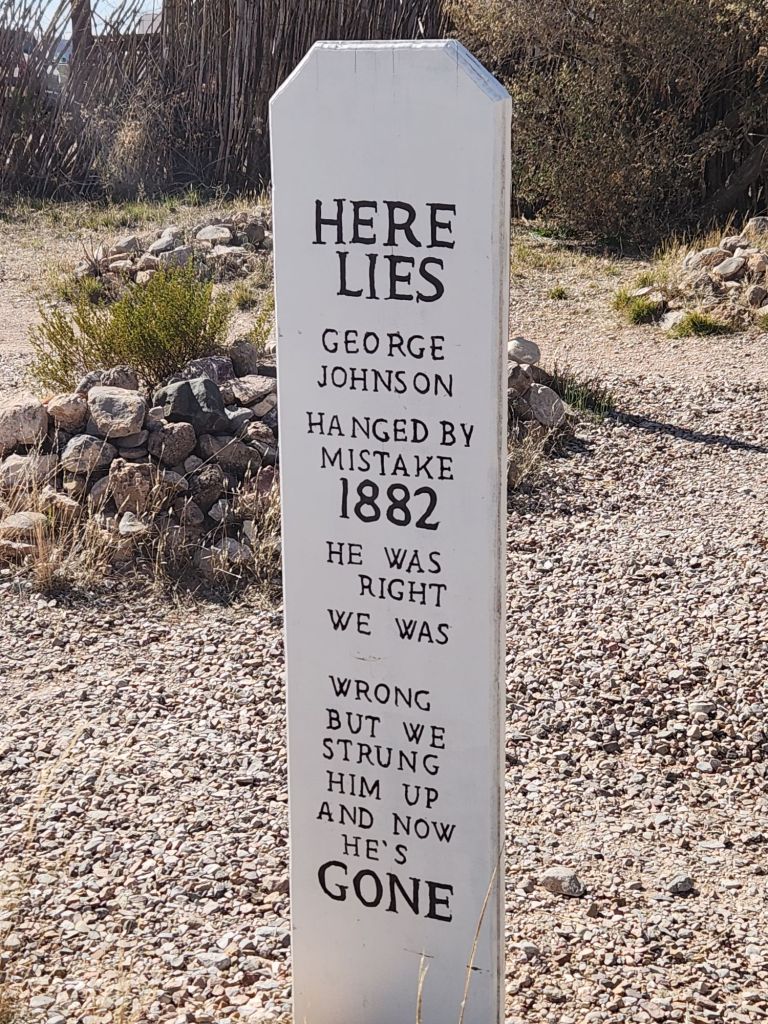 HERE
LIES
GEORGE
JOHNSON
HANGED BY
MISTAKE
1882
HE WAS
RIGHT
WE WAS
WRONG
BUT WE
STRUNG
HIM UP
AND NOW
HE'S
GONE